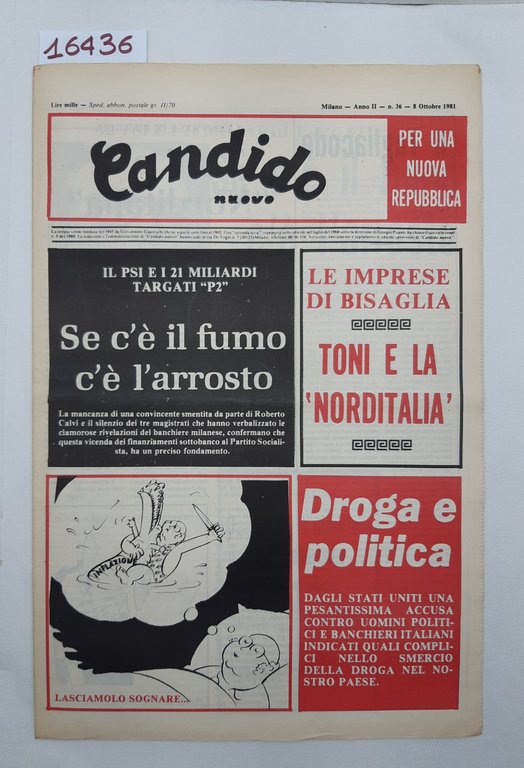 16436
Lire mille — Sped. abbon. postale gr. II/70
Milano — Anno II — n. 36 — 8 Ottobre 1981
Candido
nuovo
PER UNA
NUOVA
REPUBBLICA
IL PSI E I 21 MILIARDI
TARGATI “P2”
Se c'è il fumo
c'è l'arrosto
La mancanza di una convincente smentita da parte di Roberto
Calvi e il silenzio dei tre magistrati che hanno verbalizzato le
clamorose rivelazioni del banchiere milanese, confermano che
questa vicenda dei finanziamenti sottobanco al Partito Sociali-
sta, ha un preciso fondamento.
LE IMPRESE
DI BISAGLIA
TONI E LA
‘NORDITALIA’
INFLAZIONE
LASCIAMOLO SOGNARE...
Droga e
politica
DAGLI STATI UNITI UNA
PESANTISSIMA ACCUSA
CONTRO UOMINI POLITI-
CI E BANCHIERI ITALIANI
INDICATI QUALI COMPLI-
CI NELLO SMERCIO
DELLA DROGA NEL NO-
STRO PAESE.